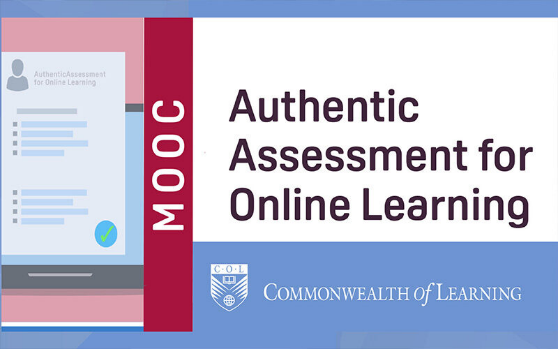 AuthenticAssessment
for Online Learning
MOOC
Authentic
Assessment for
Online Learning
C·O·L
COMMONWEALTH of LEARNING